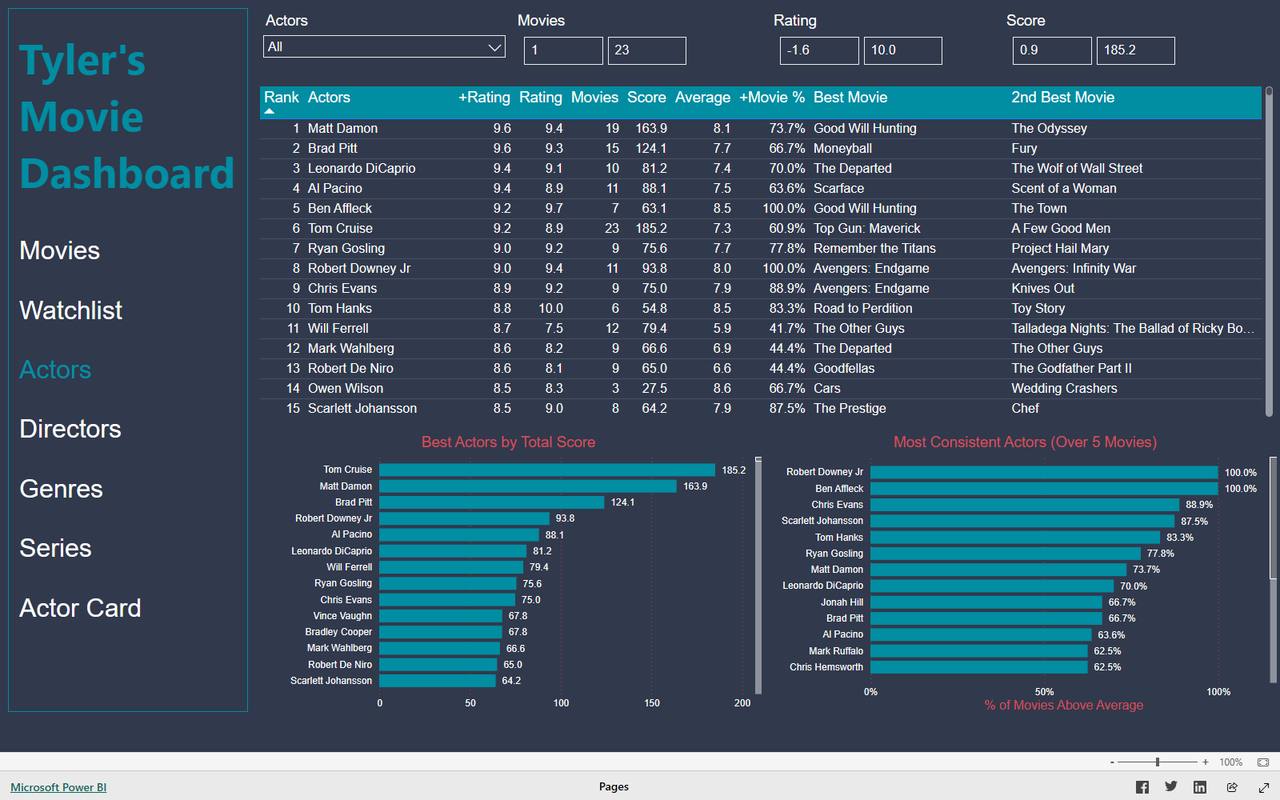 Tyler's
Movie
Dashboard
Movies
Watchlist
Actors
Directors
Genres
Series
Actor Card
Actors Movies Rating Score
All 1 23 -1.6 10.0 0.9 185.2
Rank Actors +Rating Rating Movies Score Average +Movie % Best Movie 2nd Best Movie
1 Matt Damon 9.6 9.4 19 163.9 8.1 73.7% Good Will Hunting The Odyssey
2 Brad Pitt 9.6 9.3 15 124.1 7.7 66.7% Moneyball Fury
3 Leonardo DiCaprio 9.4 9.1 10 81.2 7.4 70.0% The Departed The Wolf of Wall Street
4 Al Pacino 9.4 8.9 11 88.1 7.5 63.6% Scarface Scent of a Woman
5 Ben Affleck 9.2 9.7 7 63.1 8.5 100.0% Good Will Hunting The Town
6 Tom Cruise 9.2 8.9 23 185.2 7.3 60.9% Top Gun: Maverick A Few Good Men
7 Ryan Gosling 9.0 9.2 9 75.6 7.7 77.8% Remember the Titans Project Hail Mary
8 Robert Downey Jr 9.0 9.4 11 93.8 8.0 100.0% Avengers: Endgame Avengers: Infinity War
9 Chris Evans 8.9 9.2 9 75.0 7.9 88.9% Avengers: Endgame Knives Out
10 Tom Hanks 8.8 10.0 6 54.8 8.5 83.3% Road to Perdition Toy Story
11 Will Ferrell 8.7 7.5 12 79.4 5.9 41.7% The Other Guys Talladega Nights: The Ballad of Ricky Bo…
12 Mark Wahlberg 8.6 8.2 9 66.6 6.9 44.4% The Departed The Other Guys
13 Robert De Niro 8.6 8.1 9 65.0 6.6 44.4% Goodfellas The Godfather Part II
14 Owen Wilson 8.5 8.3 3 27.5 8.6 66.7% Cars Wedding Crashers
15 Scarlett Johansson 8.5 9.0 8 64.2 7.9 87.5% The Prestige Chef
Best Actors by Total Score
Tom Cruise 185.2
Matt Damon 163.9
Brad Pitt 124.1
Robert Downey Jr 93.8
Al Pacino 88.1
Leonardo DiCaprio 81.2
Will Ferrell 79.4
Ryan Gosling 75.6
Chris Evans 75.0
Vince Vaughn 67.8
Bradley Cooper 67.8
Mark Wahlberg 66.6
Robert De Niro 65.0
Scarlett Johansson 64.2
0 50 100 150 200
Most Consistent Actors (Over 5 Movies)
Robert Downey Jr 100.0%
Ben Affleck 100.0%
Chris Evans 88.9%
Scarlett Johansson 87.5%
Tom Hanks 83.3%
Ryan Gosling 77.8%
Matt Damon 73.7%
Leonardo DiCaprio 70.0%
Jonah Hill 66.7%
Brad Pitt 66.7%
Al Pacino 63.6%
Mark Ruffalo 62.5%
Chris Hemsworth 62.5%
0% 50% 100%
% of Movies Above Average
- + 100%
Microsoft Power BI Pages